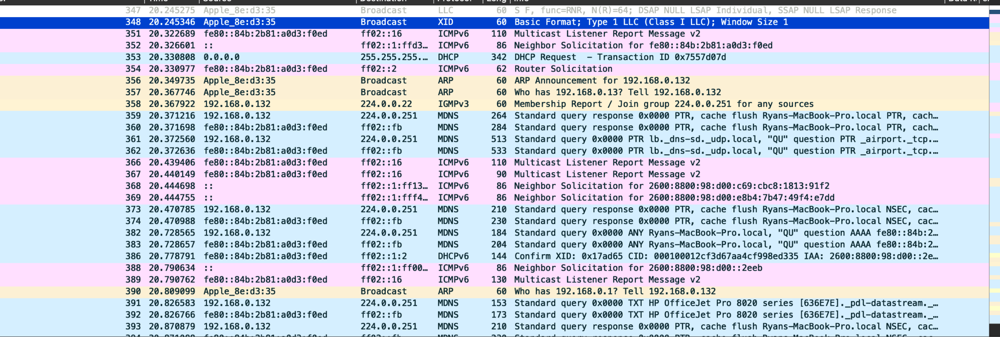 Time Source Destination Protocol Info
347 20.245275 Apple_8e:d3:35 Broadcast LLC 60 S F, func=RNR, N(R)=64; DSAP NULL LSAP Individual, SSAP NULL LSAP Response
348 20.245346 Apple_8e:d3:35 Broadcast XID 60 Basic Format; Type 1 LLC (Class I LLC); Window Size 1
351 20.322689 fe80::84b:2b81:a0d3:f0ed ff02::16 ICMPv6 110 Multicast Listener Report Message v2
352 20.326601 :: ff02::1:ffd3… ICMPv6 86 Neighbor Solicitation for fe80::84b:2b81:a0d3:f0ed
353 20.330808 0.0.0.0 255.255.255.… DHCP 342 DHCP Request  - Transaction ID 0x7557d07d
354 20.330977 fe80::84b:2b81:a0d3:f0ed ff02::2 ICMPv6 62 Router Solicitation
356 20.349735 Apple_8e:d3:35 Broadcast ARP 60 ARP Announcement for 192.168.0.132
357 20.367746 Apple_8e:d3:35 Broadcast ARP 60 Who has 192.168.0.13? Tell 192.168.0.132
358 20.367922 192.168.0.132 224.0.0.22 IGMPv3 60 Membership Report / Join group 224.0.0.251 for any sources
359 20.371216 192.168.0.132 224.0.0.251 MDNS 264 Standard query response 0x0000 PTR, cache flush Ryans-MacBook-Pro.local PTR, cach…
360 20.371698 fe80::84b:2b81:a0d3:f0ed ff02::fb MDNS 284 Standard query response 0x0000 PTR, cache flush Ryans-MacBook-Pro.local PTR, cach…
361 20.372560 192.168.0.132 224.0.0.251 MDNS 513 Standard query 0x0000 PTR lb._dns-sd._udp.local, "QU" question PTR _airport._tcp.…
362 20.372636 fe80::84b:2b81:a0d3:f0ed ff02::fb MDNS 533 Standard query 0x0000 PTR lb._dns-sd._udp.local, "QU" question PTR _airport._tcp.…
366 20.439406 fe80::84b:2b81:a0d3:f0ed ff02::16 ICMPv6 110 Multicast Listener Report Message v2
367 20.440149 fe80::84b:2b81:a0d3:f0ed ff02::16 ICMPv6 90 Multicast Listener Report Message v2
368 20.444698 :: ff02::1:ff13… ICMPv6 86 Neighbor Solicitation for 2600:8800:98:d00:c69:cbc8:1813:91f2
369 20.444755 :: ff02::1:fff4… ICMPv6 86 Neighbor Solicitation for 2600:8800:98:d00:e8b4:7b47:49f4:e7dd
373 20.470785 192.168.0.132 224.0.0.251 MDNS 210 Standard query response 0x0000 PTR, cache flush Ryans-MacBook-Pro.local NSEC, cac…
374 20.470988 fe80::84b:2b81:a0d3:f0ed ff02::fb MDNS 230 Standard query response 0x0000 PTR, cache flush Ryans-MacBook-Pro.local NSEC, cac…
382 20.728565 192.168.0.132 224.0.0.251 MDNS 184 Standard query 0x0000 ANY Ryans-MacBook-Pro.local, "QU" question AAAA fe80::84b:2…
383 20.728657 fe80::84b:2b81:a0d3:f0ed ff02::fb MDNS 204 Standard query 0x0000 ANY Ryans-MacBook-Pro.local, "QU" question AAAA fe80::84b:2…
386 20.778791 fe80::84b:2b81:a0d3:f0ed ff02::1:2 DHCPv6 144 Confirm XID: 0x17ad65 CID: 000100012cf3d67aa4cf998ed335 IAA: 2600:8800:98:d00::2e…
388 20.790634 :: ff02::1:ff00… ICMPv6 86 Neighbor Solicitation for 2600:8800:98:d00::2eeb
389 20.790762 fe80::84b:2b81:a0d3:f0ed ff02::16 ICMPv6 130 Multicast Listener Report Message v2
390 20.809099 Apple_8e:d3:35 Broadcast ARP 60 Who has 192.168.0.1? Tell 192.168.0.132
391 20.826583 192.168.0.132 224.0.0.251 MDNS 153 Standard query 0x0000 TXT HP OfficeJet Pro 8020 series [636E7E]._pdl-datastream._…
392 20.826766 fe80::84b:2b81:a0d3:f0ed ff02::fb MDNS 173 Standard query 0x0000 TXT HP OfficeJet Pro 8020 series [636E7E]._pdl-datastream._…
393 20.870879 192.168.0.132 224.0.0.251 MDNS 210 Standard query response 0x0000 PTR, cache flush Ryans-MacBook-Pro.local NSEC, cac…